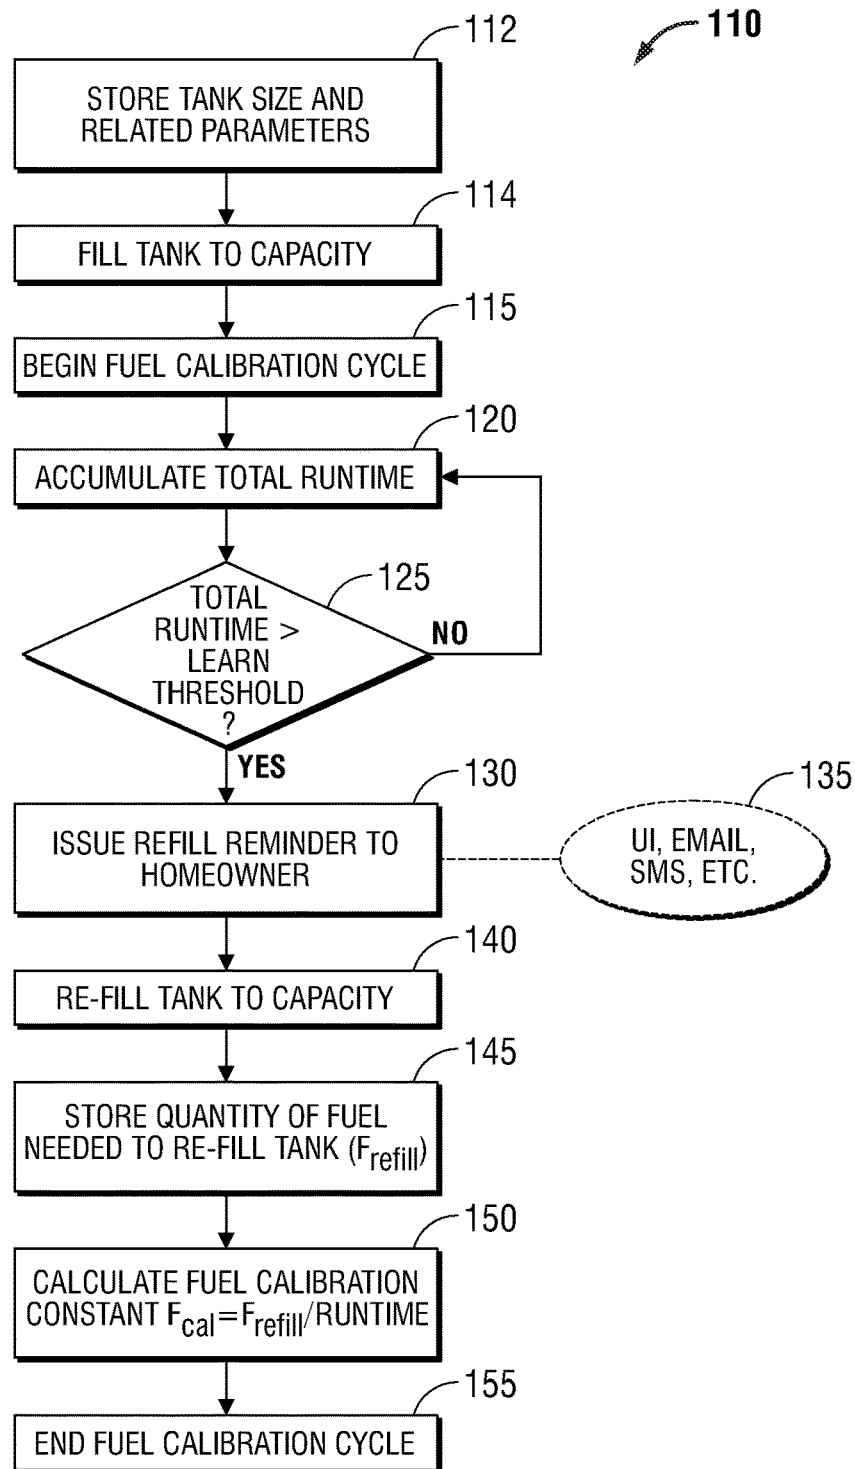 110
112
STORE TANK SIZE AND
RELATED PARAMETERS
114
FILL TANK TO CAPACITY
115
BEGIN FUEL CALIBRATION CYCLE
120
ACCUMULATE TOTAL RUNTIME
125
TOTAL
RUNTIME >
LEARN
THRESHOLD
?
NO
YES
130
ISSUE REFILL REMINDER TO
HOMEOWNER
135
UI, EMAIL,
SMS, ETC.
140
RE-FILL TANK TO CAPACITY
145
STORE QUANTITY OF FUEL
NEEDED TO RE-FILL TANK (Frefill)
150
CALCULATE FUEL CALIBRATION
CONSTANT Fcal=Frefill/RUNTIME
155
END FUEL CALIBRATION CYCLE